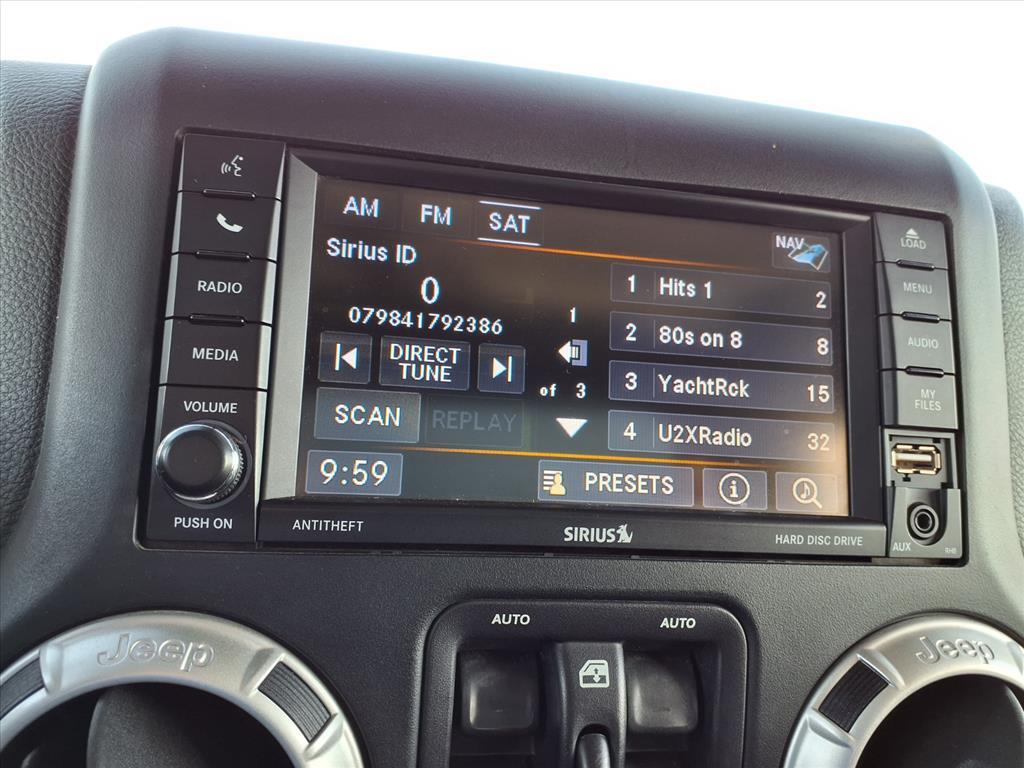 AM FM SAT
NAV
Sirius ID
0
079841792386
DIRECT
TUNE
SCAN
REPLAY
9:59
1
of 3
1 Hits 1 2
2 80s on 8 8
3 YachtRck 15
4 U2XRadio 32
PRESETS
i
RADIO
MEDIA
VOLUME
PUSH ON
LOAD
MENU
AUDIO
MY
FILES
AUX
RHB
ANTITHEFT
SIRIUS
HARD DISC DRIVE
AUTO
AUTO
Jeep
Jeep